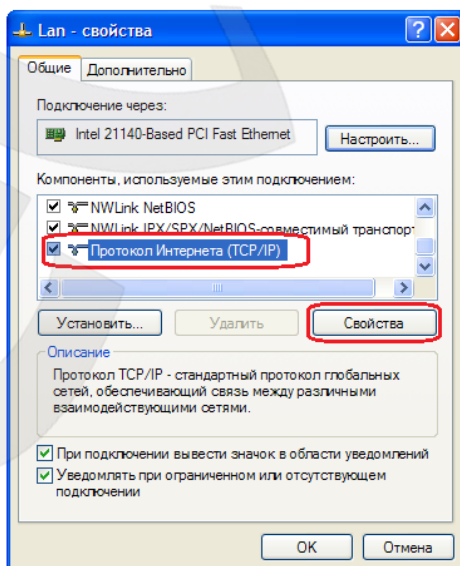 Lan - свойства
Общие
Дополнительно
Подключение через:
Intel 21140-Based PCI Fast Ethernet
Настроить...
Компоненты, используемые этим подключением:
NWLink NetBIOS
NWLink IPX/SPX/NetBIOS-совместимый транспорт
Протокол Интернета (TCP/IP)
Установить...
Удалить
Свойства
Описание
Протокол TCP/IP - стандартный протокол глобальных
сетей, обеспечивающий связь между различными
взаимодействующими сетями.
При подключении вывести значок в области уведомлений
Уведомлять при ограниченном или отсутствующем
подключении
OK
Отмена